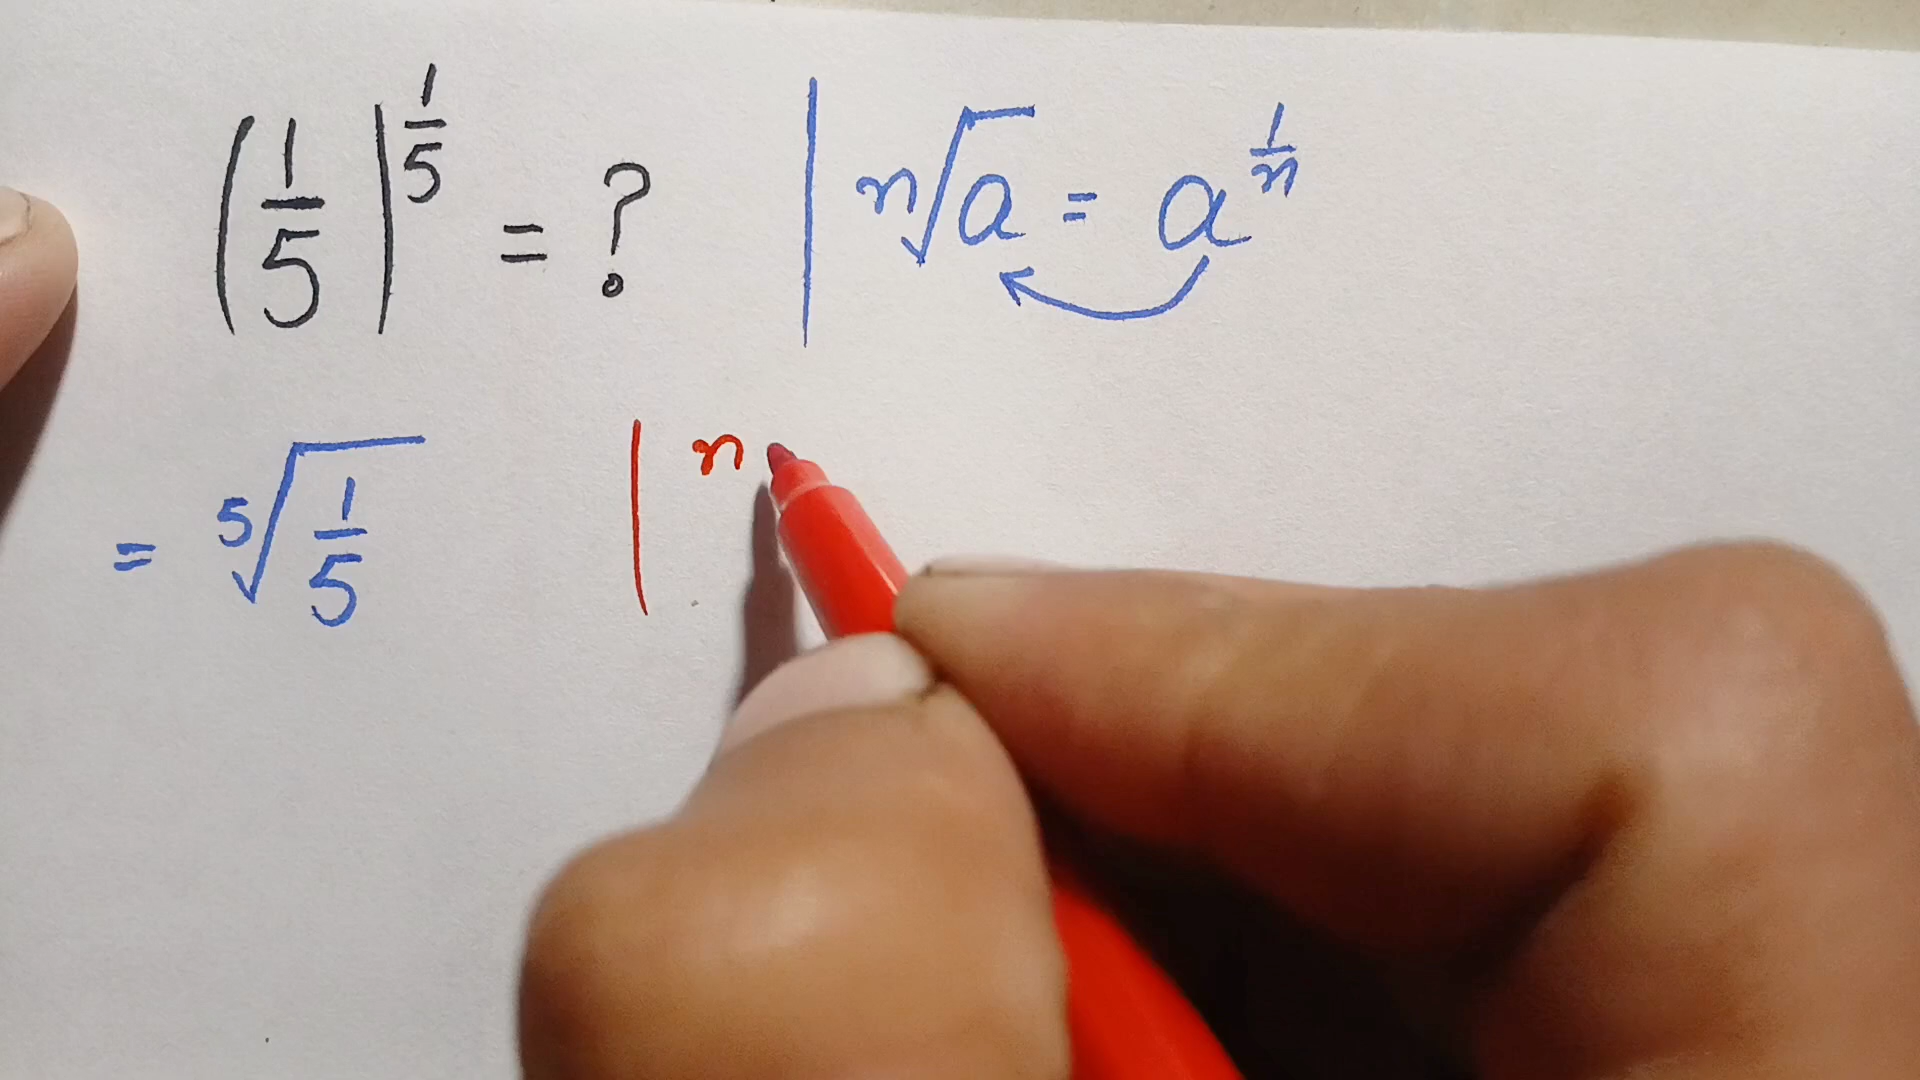 (1/5)^(1/5) = ? | ⁿ√a = a^(1/n)
= ⁵√(1/5) | n